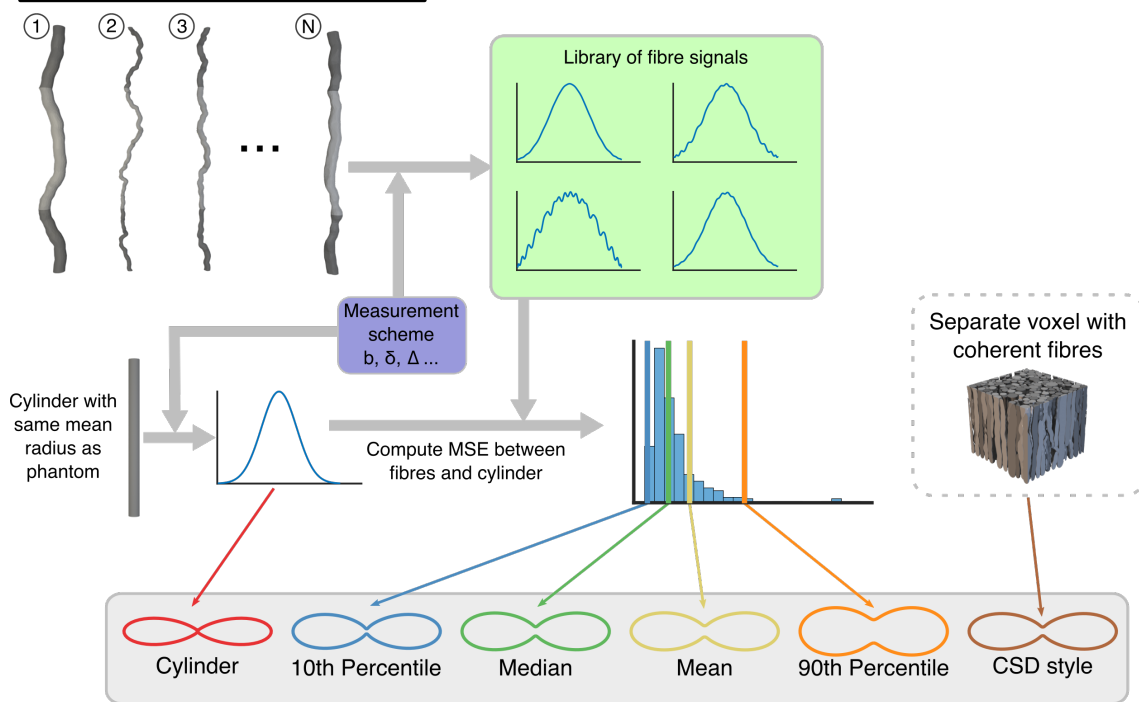 1
2
3
N
...
Library of fibre signals
Measurement
scheme
b, δ, Δ ...
Cylinder with
same mean
radius as
phantom
Compute MSE between
fibres and cylinder
Separate voxel with
coherent fibres
Cylinder
10th Percentile
Median
Mean
90th Percentile
CSD style